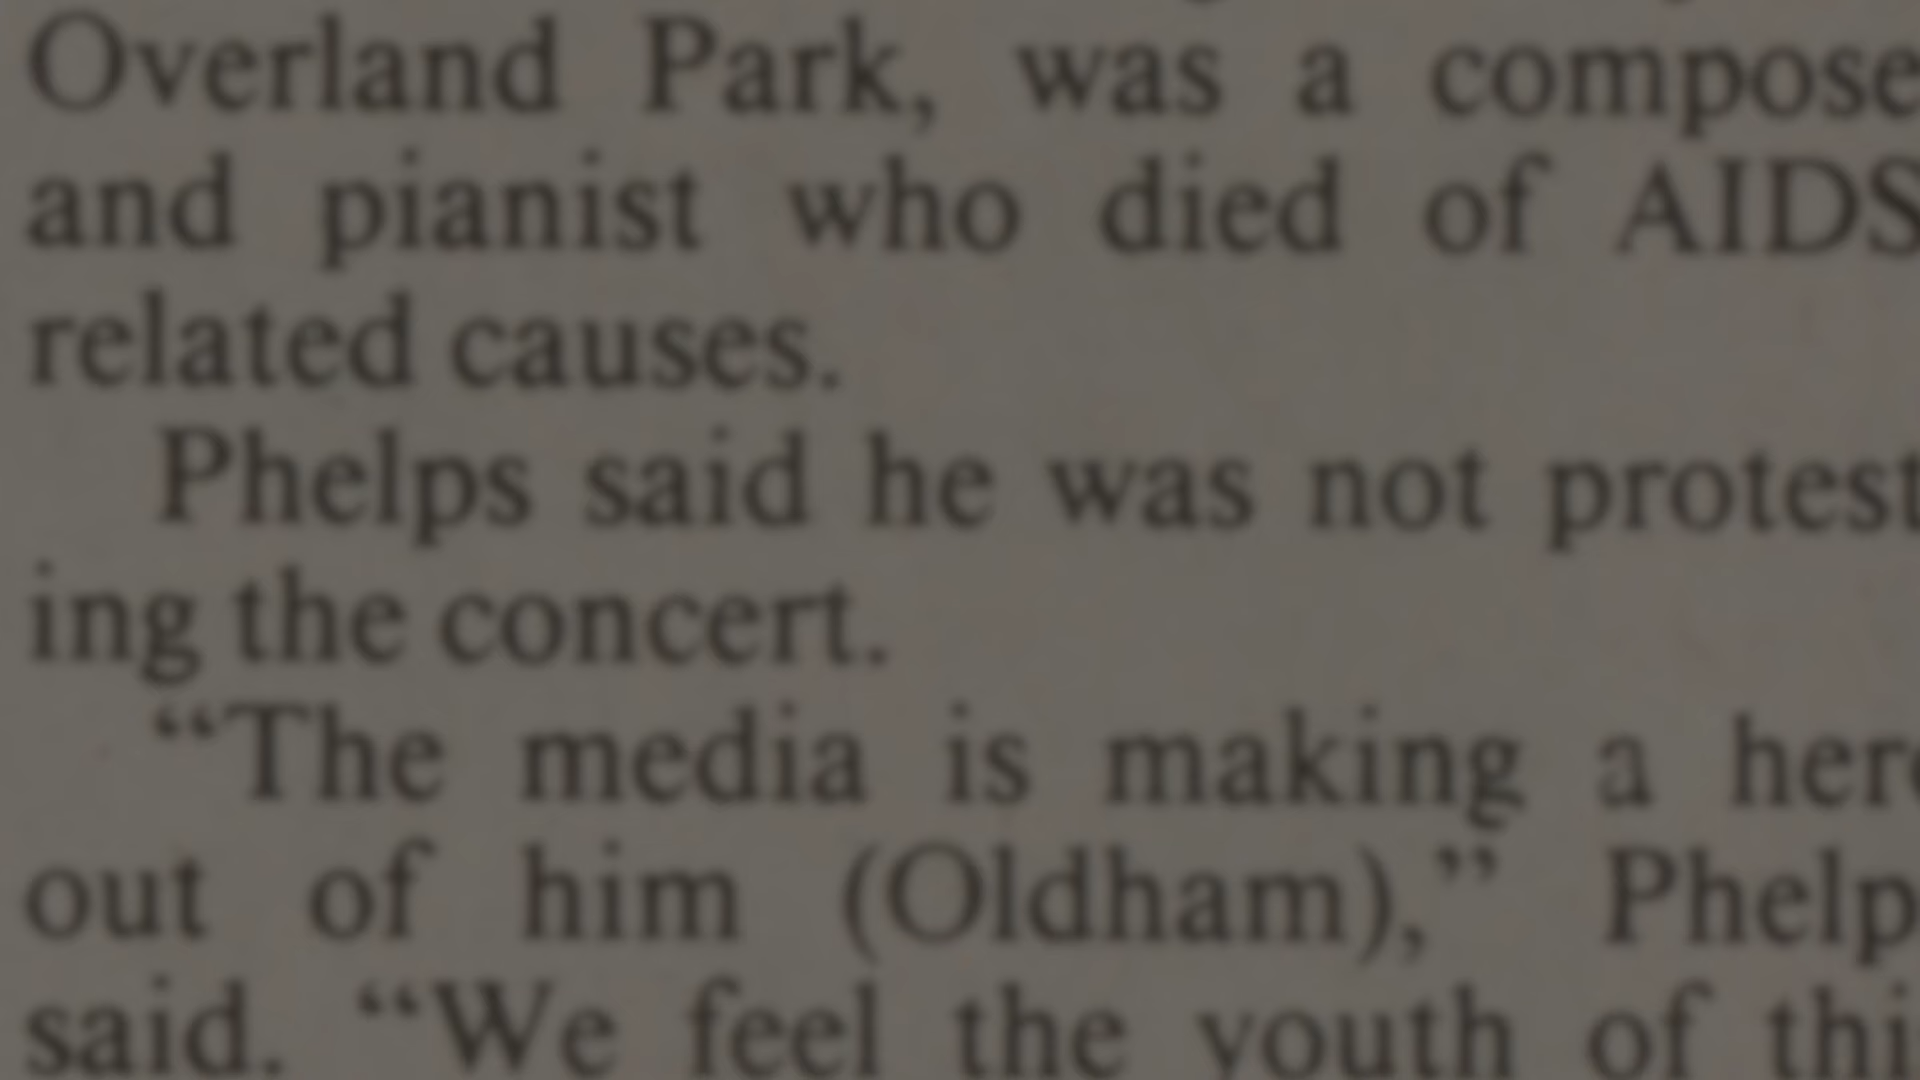 Overland Park, was a compose
and pianist who died of AIDS
related causes.
Phelps said he was not protest
ing the concert.
“The media is making a hero
out of him (Oldham),” Phelp
said. “We feel the youth of thi